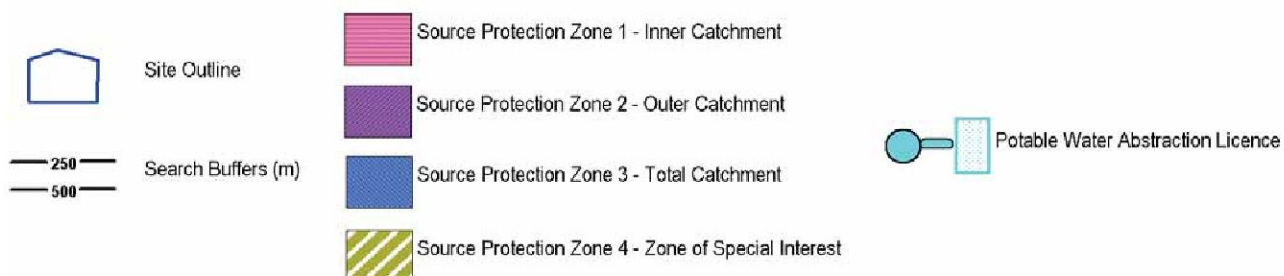 Site Outline
250
500
Search Buffers (m)
Source Protection Zone 1 - Inner Catchment
Source Protection Zone 2 - Outer Catchment
Source Protection Zone 3 - Total Catchment
Source Protection Zone 4 - Zone of Special Interest
Potable Water Abstraction Licence